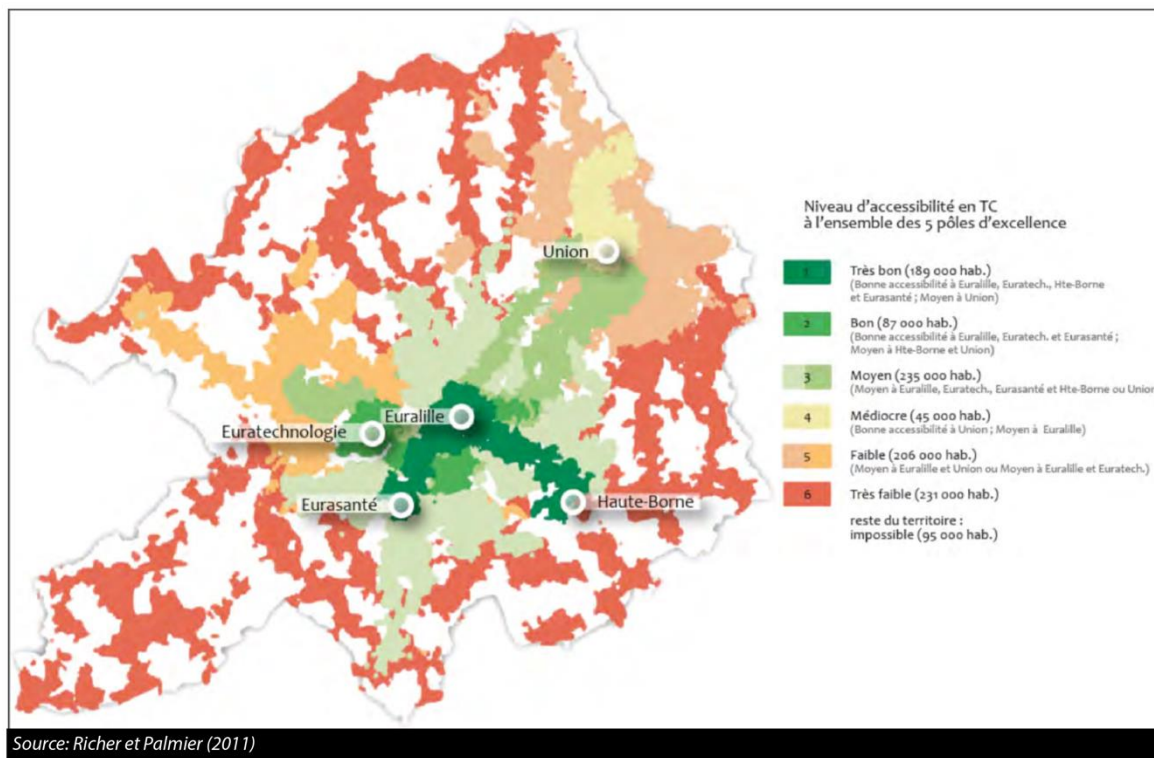 Union
Euralille
Euratechnologie
Eurasanté
Haute-Borne
Niveau d'accessibilité en TC
à l'ensemble des 5 pôles d'excellence
1 Très bon (189 000 hab.)
(Bonne accessibilité à Euralille, Euratech., Hte-Borne
et Eurasanté ; Moyen à Union)
2 Bon (87 000 hab.)
(Bonne accessibilité à Euralille, Euratech. et Eurasanté ;
Moyen à Hte-Borne et Union)
3 Moyen (235 000 hab.)
(Moyen à Euralille, Euratech., Eurasanté et Hte-Borne ou Union
4 Médiocre (45 000 hab.)
(Bonne accessibilité à Union ; Moyen à Euralille)
5 Faible (206 000 hab.)
(Moyen à Euralille et Union ou Moyen à Euralille et Euratech.)
6 Très faible (231 000 hab.)
reste du territoire :
impossible (95 000 hab.)
Source: Richer et Palmier (2011)